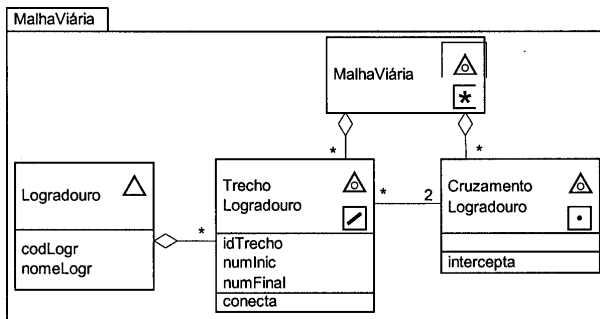 MalhaViária
MalhaViária
*
*
*
Logradouro
codLogr
nomeLogr
*
Trecho
Logradouro
idTrecho
numInic
numFinal
conecta
*
2
Cruzamento
Logradouro
intercepta